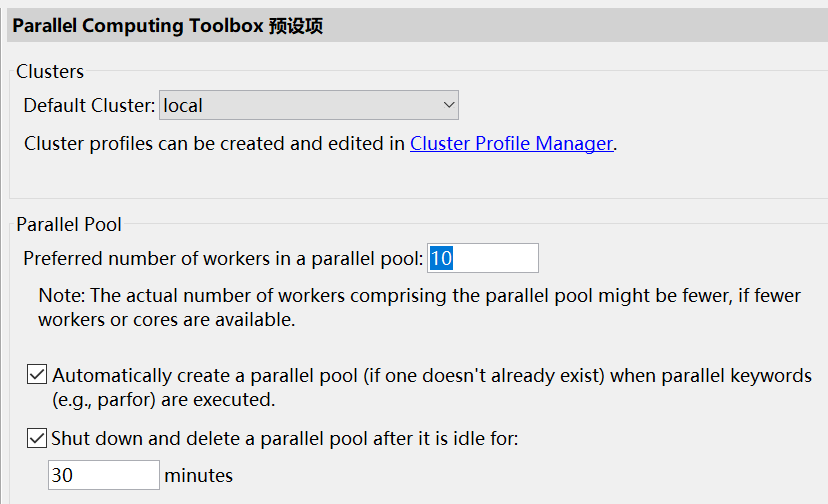 Parallel Computing Toolbox 预设项
Clusters
Default Cluster: local
Cluster profiles can be created and edited in Cluster Profile Manager.
Parallel Pool
Preferred number of workers in a parallel pool: 10
Note: The actual number of workers comprising the parallel pool might be fewer, if fewer
workers or cores are available.
Automatically create a parallel pool (if one doesn't already exist) when parallel keywords
(e.g., parfor) are executed.
Shut down and delete a parallel pool after it is idle for:
30 minutes